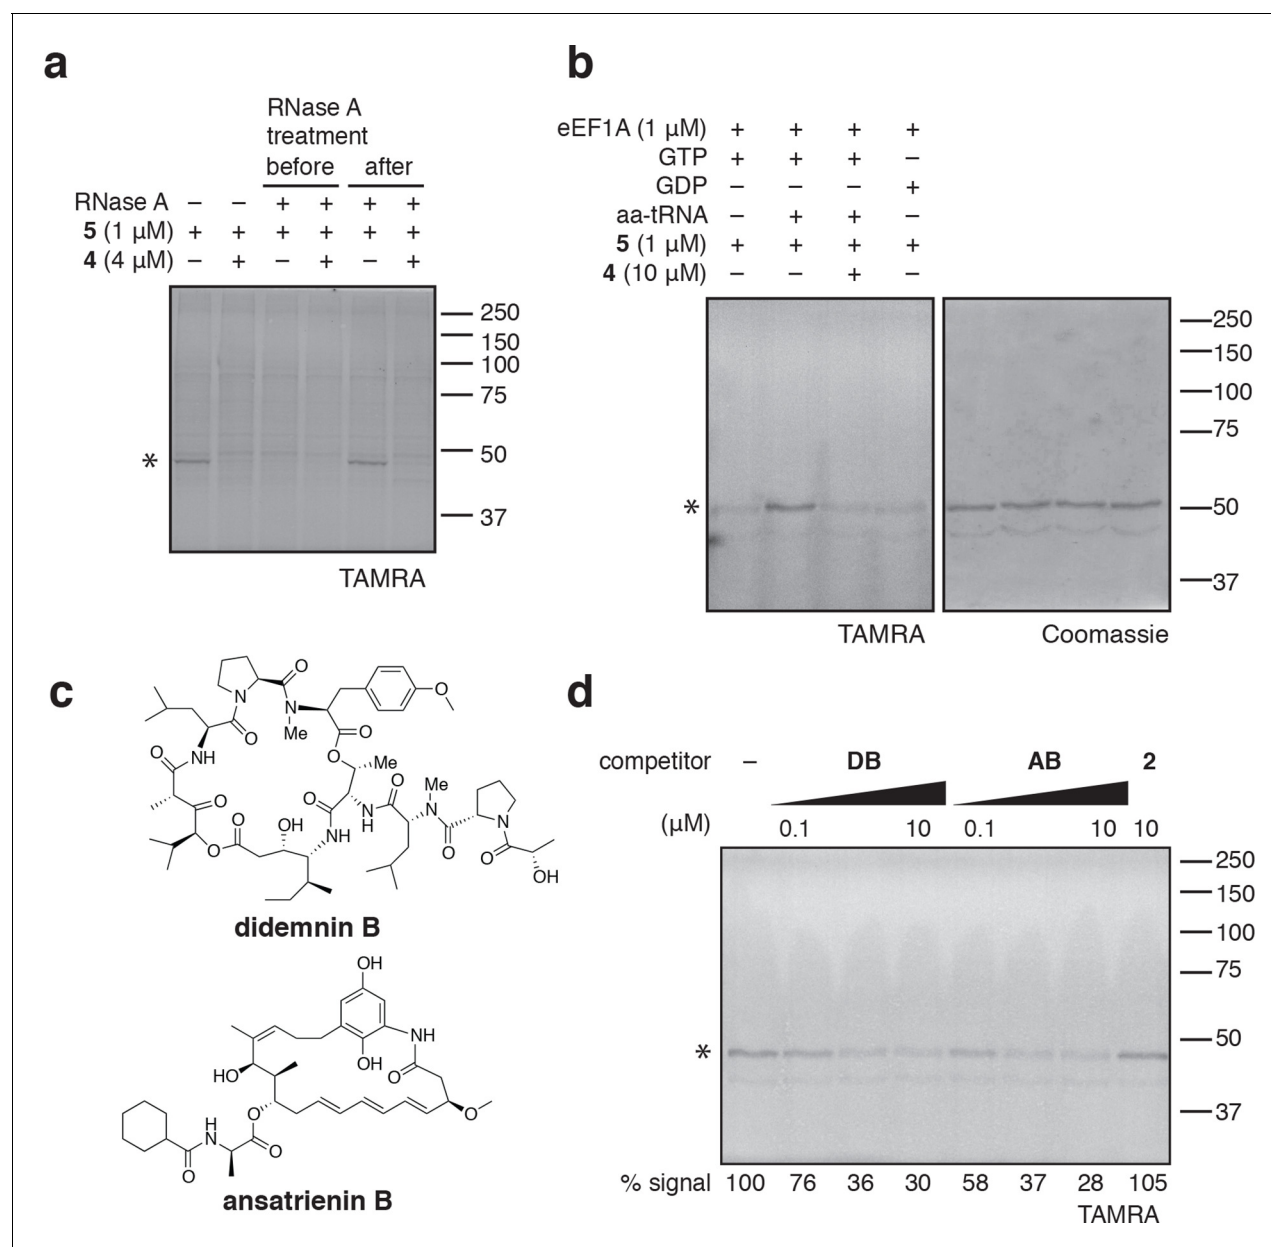 a
RNase A
treatment
before after
RNase A – – + + + +
5 (1 µM) + + + + + +
4 (4 µM) – + – + – +
250
150
100
75
*
50
37
TAMRA
b
eEF1A (1 µM) + + + +
GTP + + + –
GDP – – – +
aa-tRNA – + + –
5 (1 µM) + + + +
4 (10 µM) – – + –
250
150
100
75
*
50
37
TAMRA Coomassie
c
O
N
O
O
N
Me
O
NH
O
O
O
O
Me
O
O
O
O
N
H
Me
N
O
N
O
OH
O
OH
NH
O
didemnin B
OH
NH
OH
O
HO
O
O
H
N
O
O
ansatrienin B
d
competitor – DB AB 2
(µM) 0.1 10 0.1 10 10
250
150
100
75
50
*
37
% signal 100 76 36 30 58 37 28 105
TAMRA